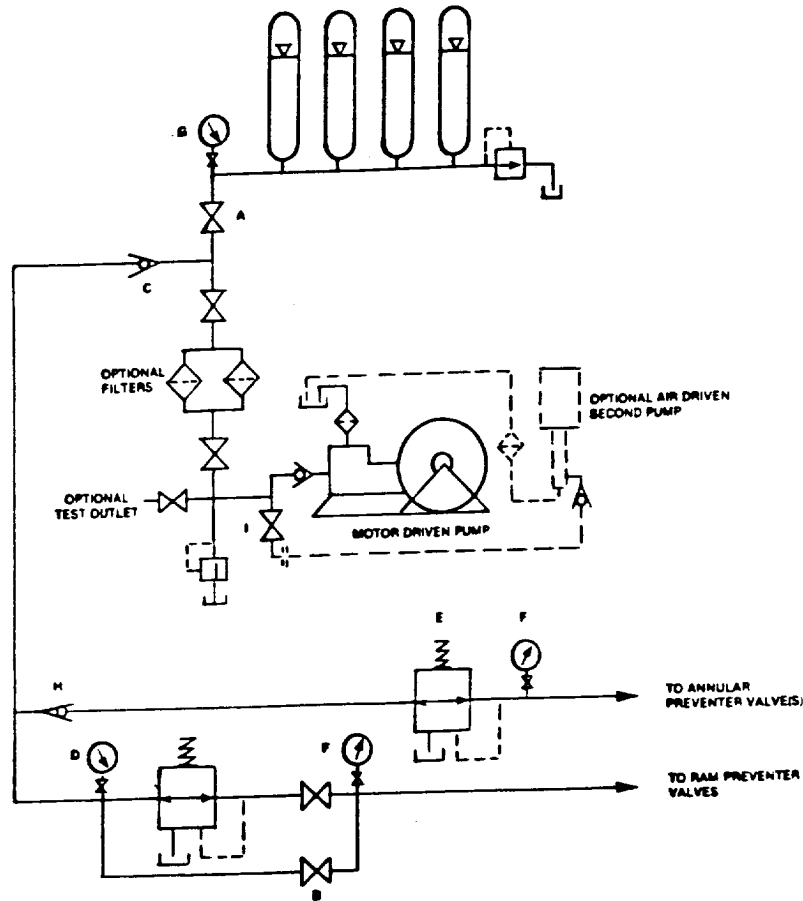 G
A
C
OPTIONAL
FILTERS
OPTIONAL AIR DRIVEN
SECOND PUMP
OPTIONAL
TEST OUTLET
I
MOTOR DRIVEN PUMP
E
F
H
TO ANNULAR
PREVENTER VALVE(S)
D
F
TO RAM PREVENTER
VALVES
B